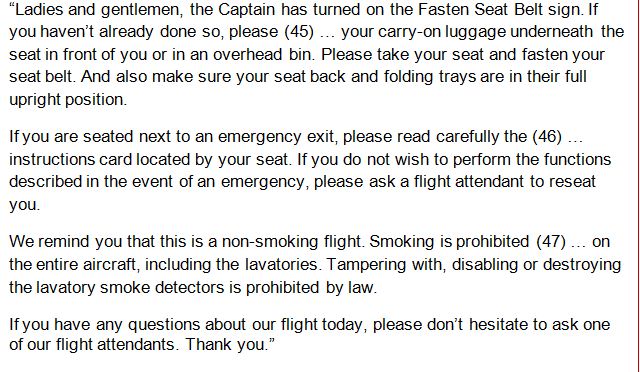 “Ladies and gentlemen, the Captain has turned on the Fasten Seat Belt sign. If
you haven’t already done so, please (45) … your carry-on luggage underneath the
seat in front of you or in an overhead bin. Please take your seat and fasten your
seat belt. And also make sure your seat back and folding trays are in their full
upright position.
If you are seated next to an emergency exit, please read carefully the (46) …
instructions card located by your seat. If you do not wish to perform the functions
described in the event of an emergency, please ask a flight attendant to reseat
you.
We remind you that this is a non-smoking flight. Smoking is prohibited (47) … on
the entire aircraft, including the lavatories. Tampering with, disabling or destroying
the lavatory smoke detectors is prohibited by law.
If you have any questions about our flight today, please don’t hesitate to ask one
of our flight attendants. Thank you.”